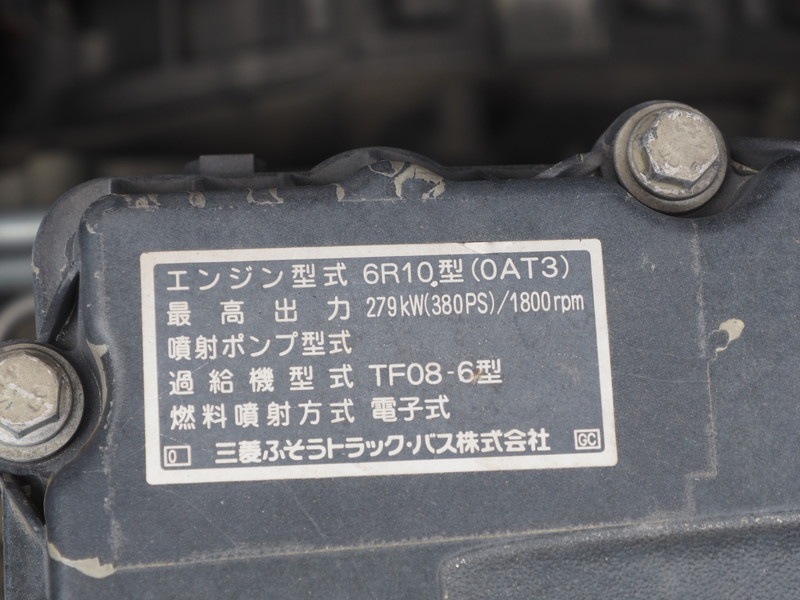 エンジン型式 6R10型(0AT3)
最高出力 279kW(380PS)/1800rpm
噴射ポンプ型式
過給機型式 TF08-6型
燃料噴射方式 電子式
0 三菱ふそうトラック・バス株式会社 GC